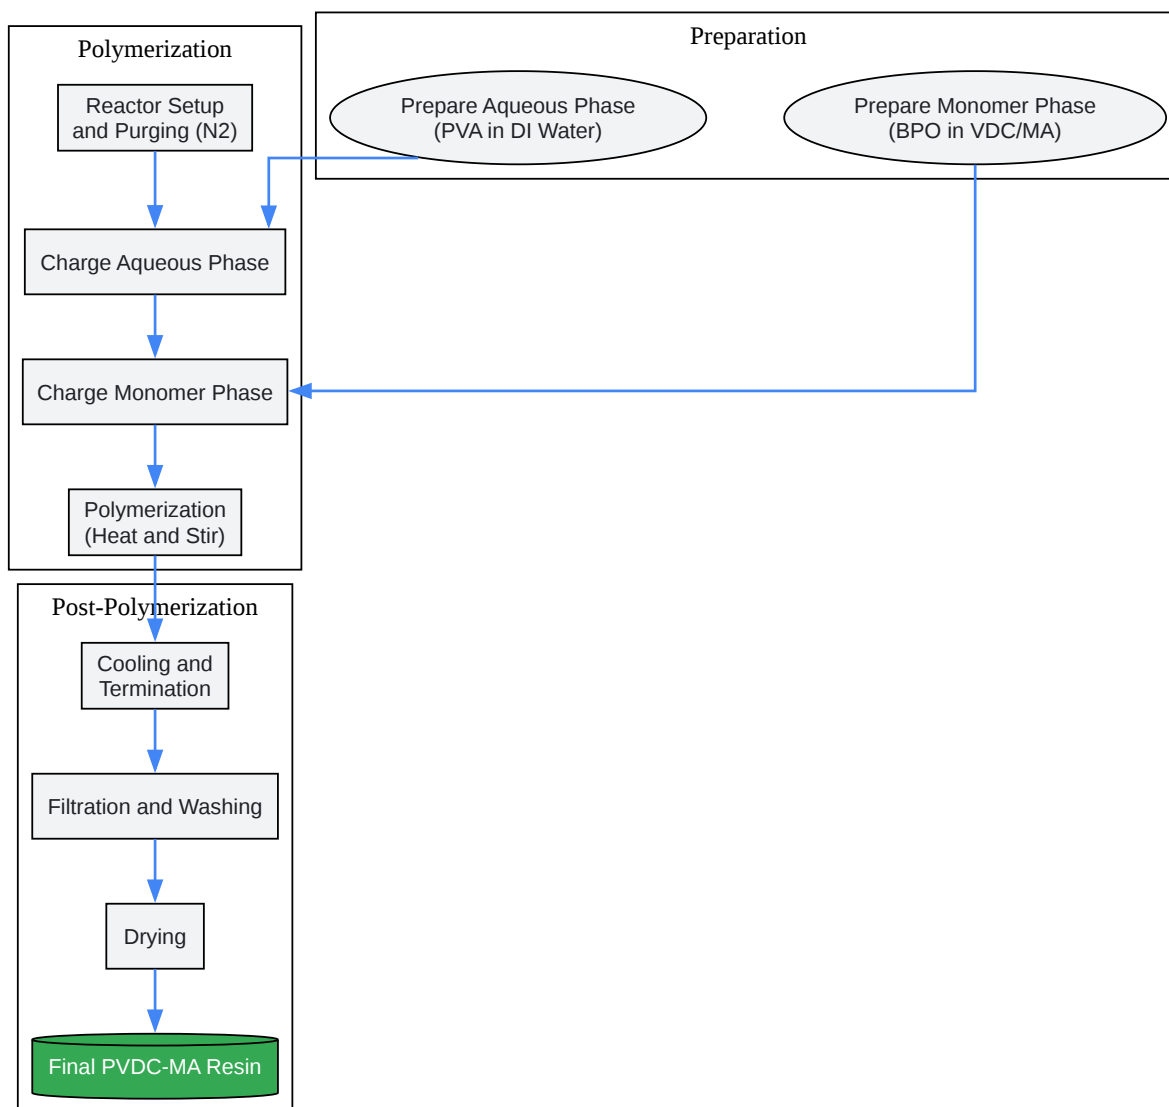 Polymerization
Reactor Setup
and Purging (N2)
Charge Aqueous Phase
Charge Monomer Phase
Polymerization
(Heat and Stir)
Preparation
Prepare Aqueous Phase
(PVA in DI Water)
Prepare Monomer Phase
(BPO in VDC/MA)
Post-Polymerization
Cooling and
Termination
Filtration and Washing
Drying
Final PVDC-MA Resin